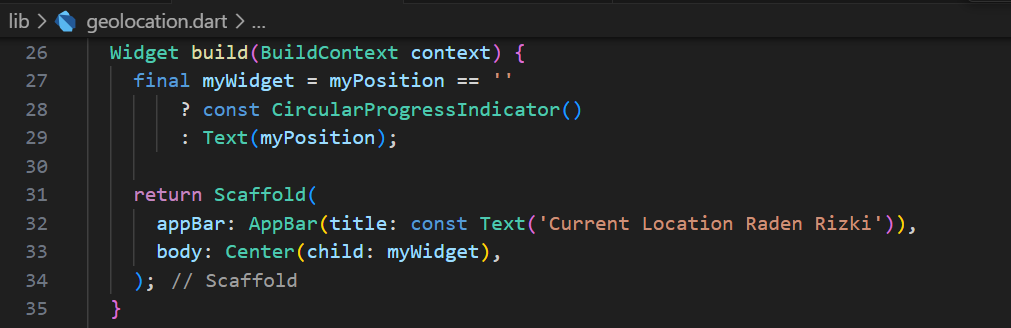 lib > geolocation.dart > ...
26 Widget build(BuildContext context) {
27 final myWidget = myPosition == ''
28 ? const CircularProgressIndicator()
29 : Text(myPosition);
30
31 return Scaffold(
32 appBar: AppBar(title: const Text('Current Location Raden Rizki')),
33 body: Center(child: myWidget),
34 ); // Scaffold
35 }